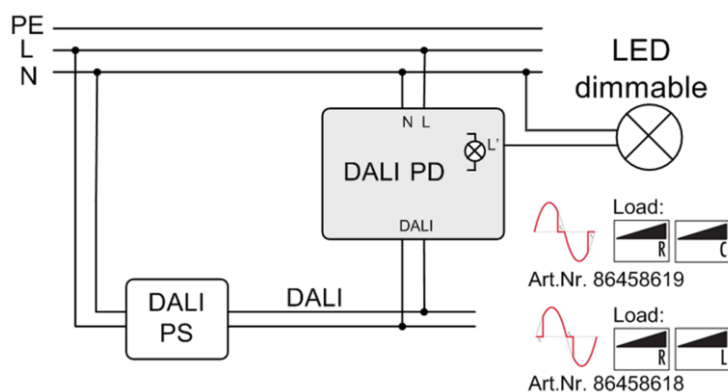 PE
L
N
LED
dimmable
N L
L'
DALI PD
DALI
Load:
R C
Art.Nr. 86458619
DALI
PS
DALI
Load:
R L
Art.Nr. 86458618